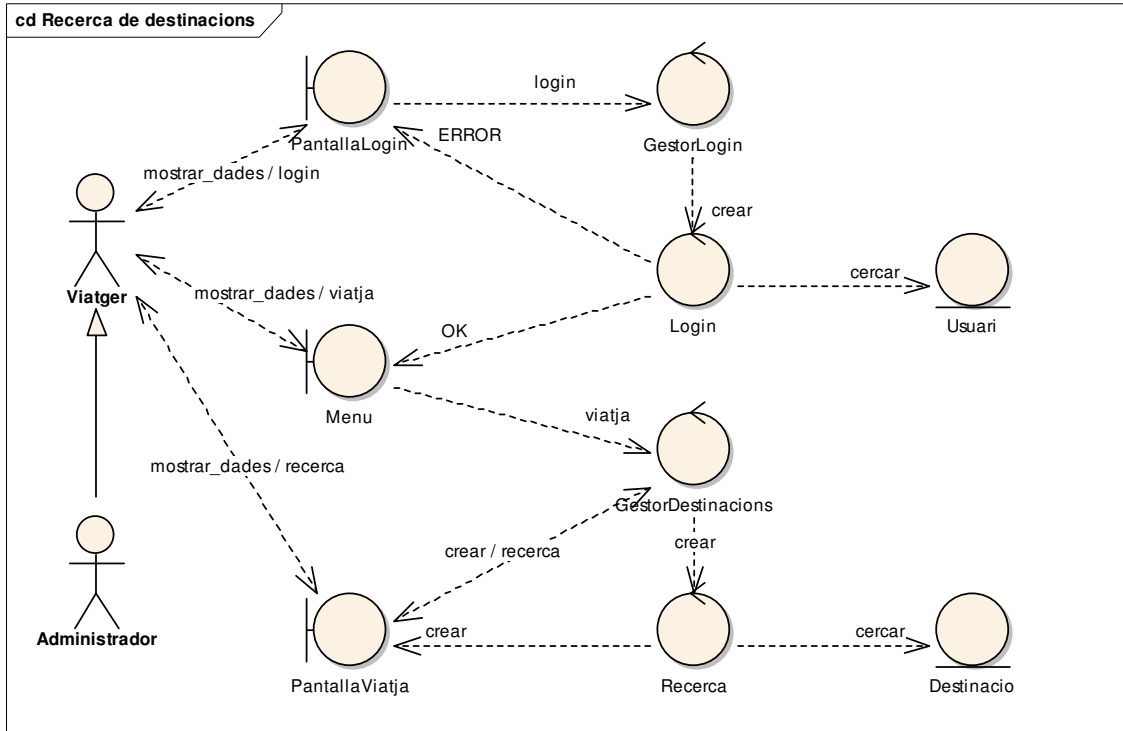 cd Recerca de destinacions
login
PantallaLogin
ERROR
GestorLogin
mostrar_dades / login
crear
cercar
Viatger
mostrar_dades / viatja
Login
Usuari
OK
Menu
viatja
mostrar_dades / recerca
GestorDestinacions
crear / recerca
crear
Administrador
crear
cercar
PantallaViatja
Recerca
Destinacio